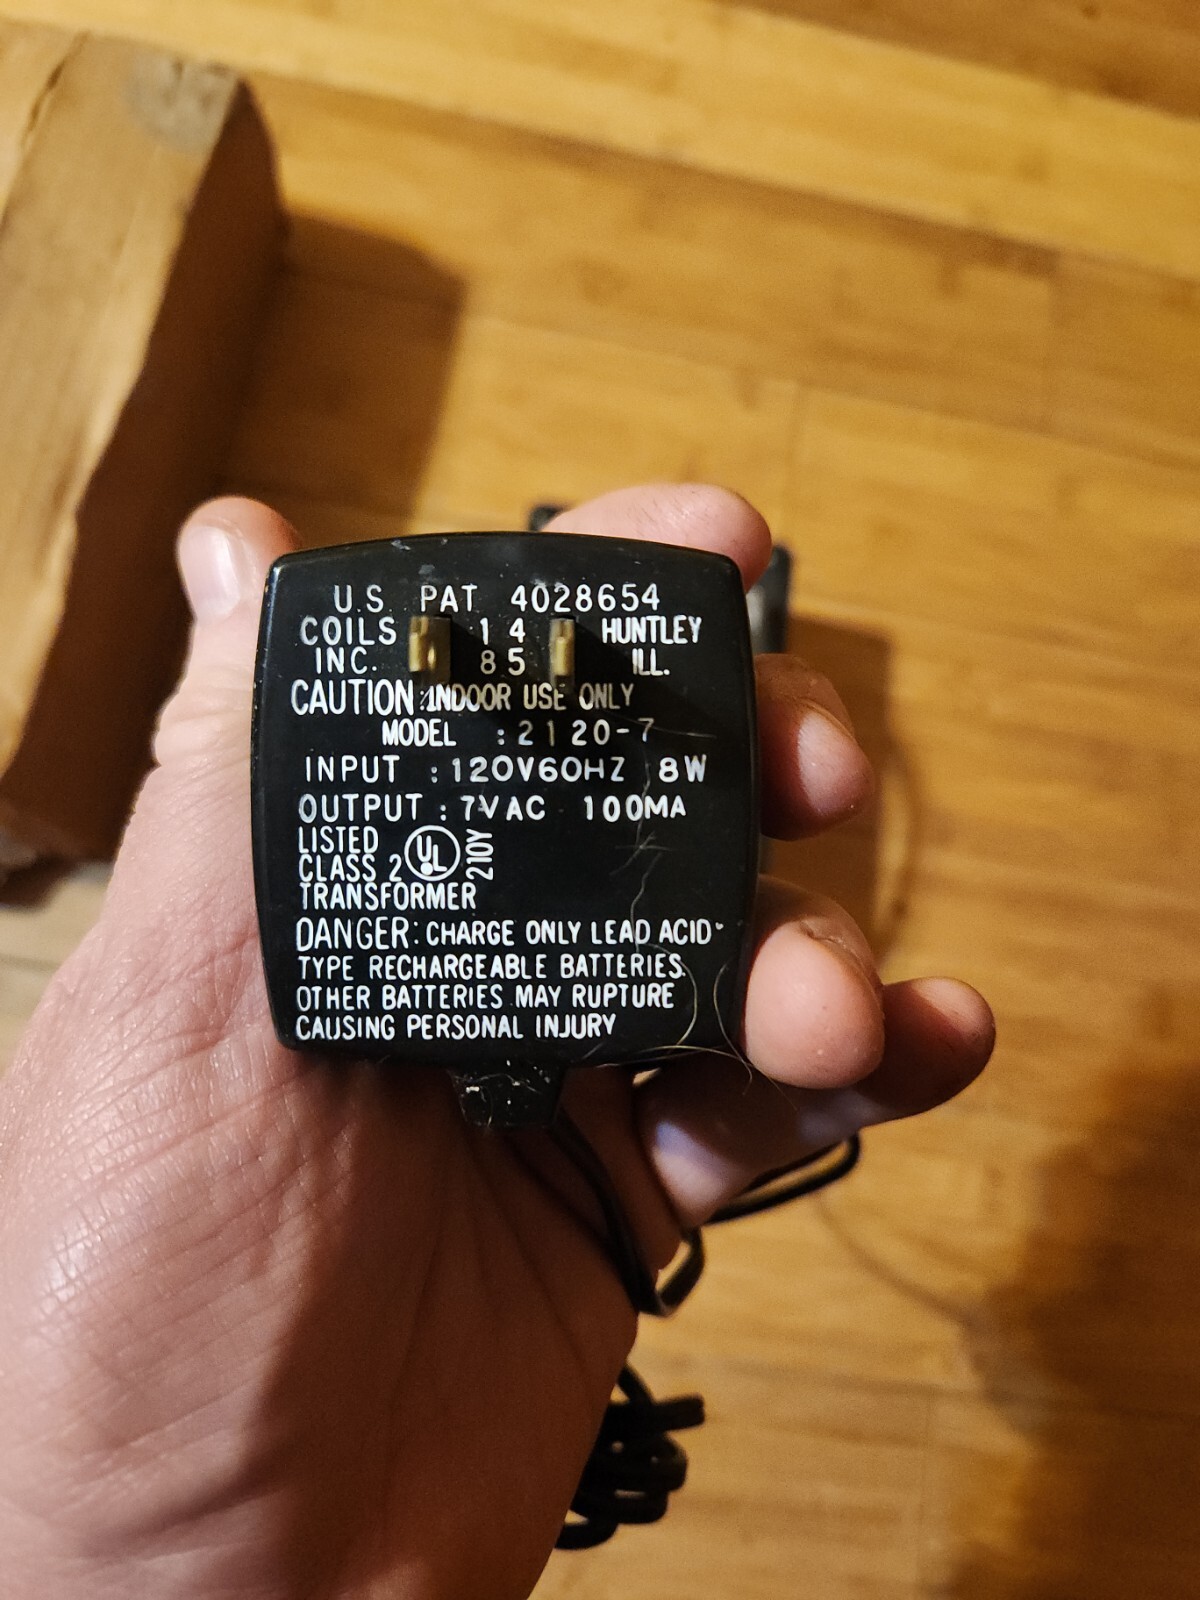 U.S PAT 4028654
COILS 14 HUNTLEY
INC. 85 ILL.
CAUTION :INDOOR USE ONLY
MODEL :2120-7
INPUT :120V60HZ 8W
OUTPUT :7VAC 100MA
LISTED
CLASS 2 UL 210Y
TRANSFORMER
DANGER: CHARGE ONLY LEAD ACID-
TYPE RECHARGEABLE BATTERIES.
OTHER BATTERIES MAY RUPTURE
CAUSING PERSONAL INJURY